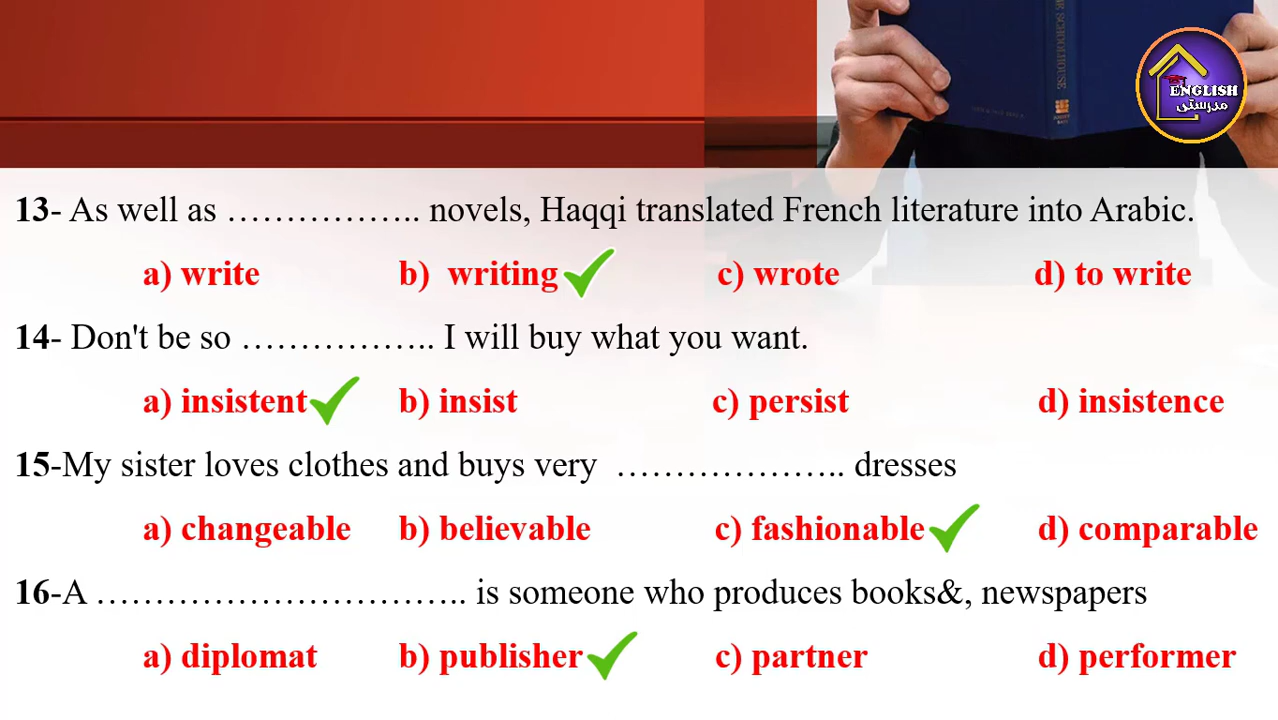 ENGLISH
مدرستي
13- As well as …………….. novels, Haqqi translated French literature into Arabic.
a) write b) writing c) wrote d) to write
14- Don't be so …………….. I will buy what you want.
a) insistent b) insist c) persist d) insistence
15-My sister loves clothes and buys very ……………….. dresses
a) changeable b) believable c) fashionable d) comparable
16-A ………………………….. is someone who produces books&, newspapers
a) diplomat b) publisher c) partner d) performer